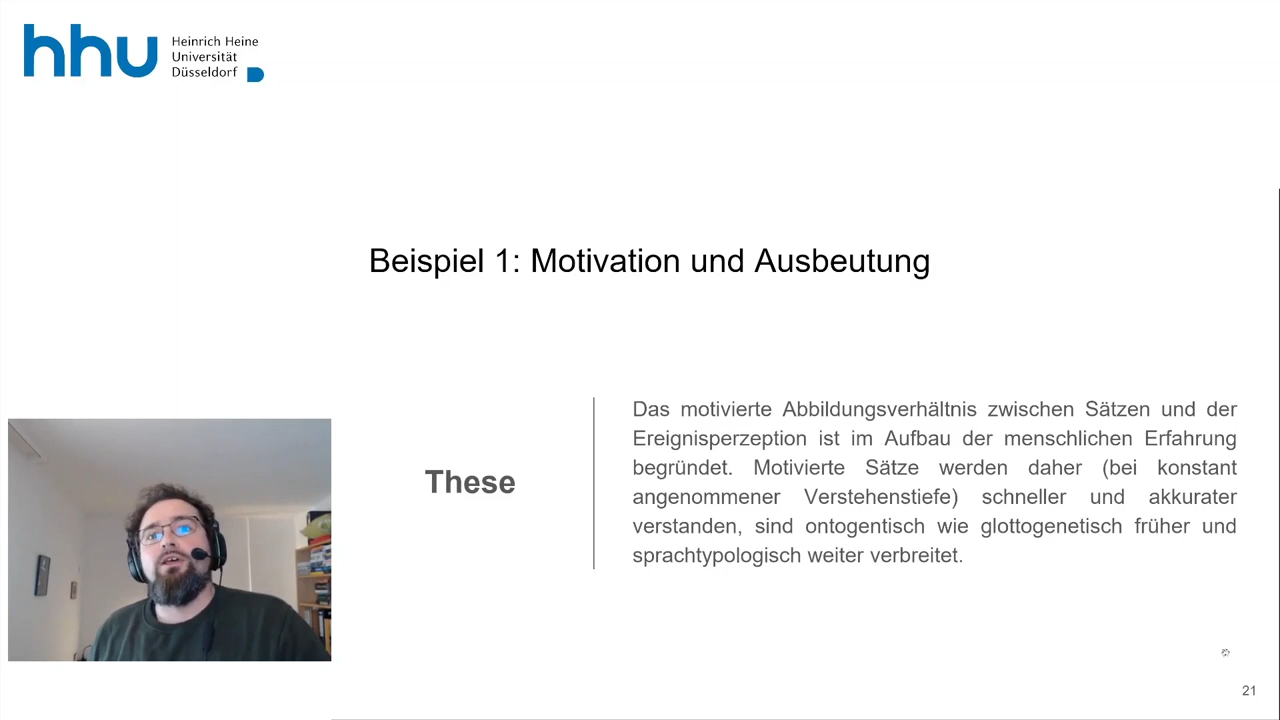 hhu
Heinrich Heine
Universität
Düsseldorf
Beispiel 1: Motivation und Ausbeutung
These
Das motivierte Abbildungsverhältnis zwischen Sätzen und der
Ereignisperzeption ist im Aufbau der menschlichen Erfahrung
begründet. Motivierte Sätze werden daher (bei konstant
angenommener Verstehenstiefe) schneller und akkurater
verstanden, sind ontogentisch wie glottogenetisch früher und
sprachtypologisch weiter verbreitet.
21